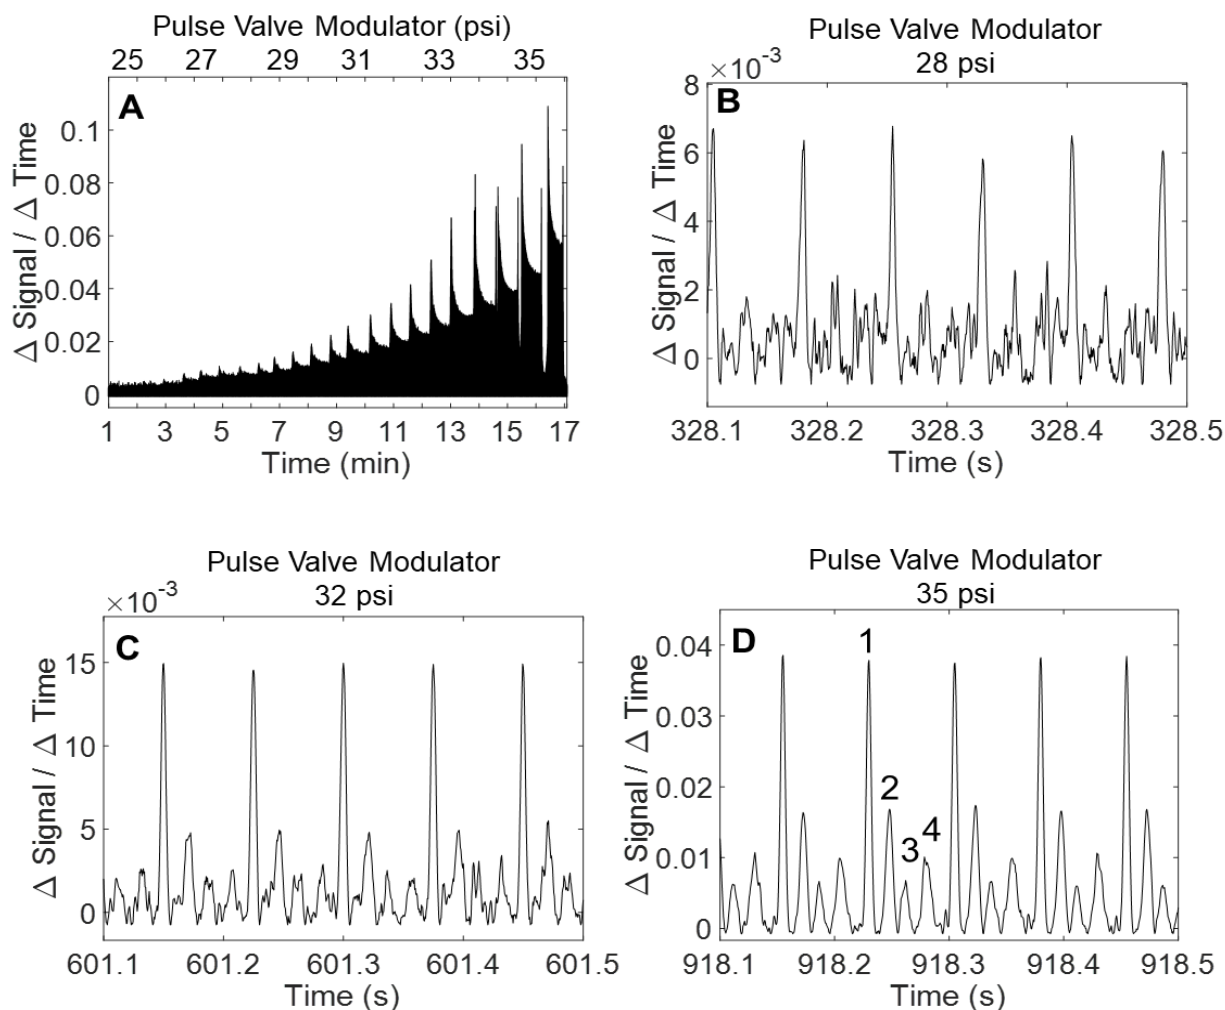 Pulse Valve Modulator (psi)
25 27 29 31 33 35
A
Δ Signal / Δ Time
0.1
0.08
0.06
0.04
0.02
0
1 3 5 7 9 11 13 15 17
Time (min)
Pulse Valve Modulator
28 psi
×10⁻³
B
Δ Signal / Δ Time
8
6
4
2
0
328.1 328.2 328.3 328.4 328.5
Time (s)
Pulse Valve Modulator
32 psi
×10⁻³
C
Δ Signal / Δ Time
15
10
5
0
601.1 601.2 601.3 601.4 601.5
Time (s)
Pulse Valve Modulator
35 psi
D
Δ Signal / Δ Time
0.04
0.03
0.02
0.01
0
1
2
3
4
918.1 918.2 918.3 918.4 918.5
Time (s)